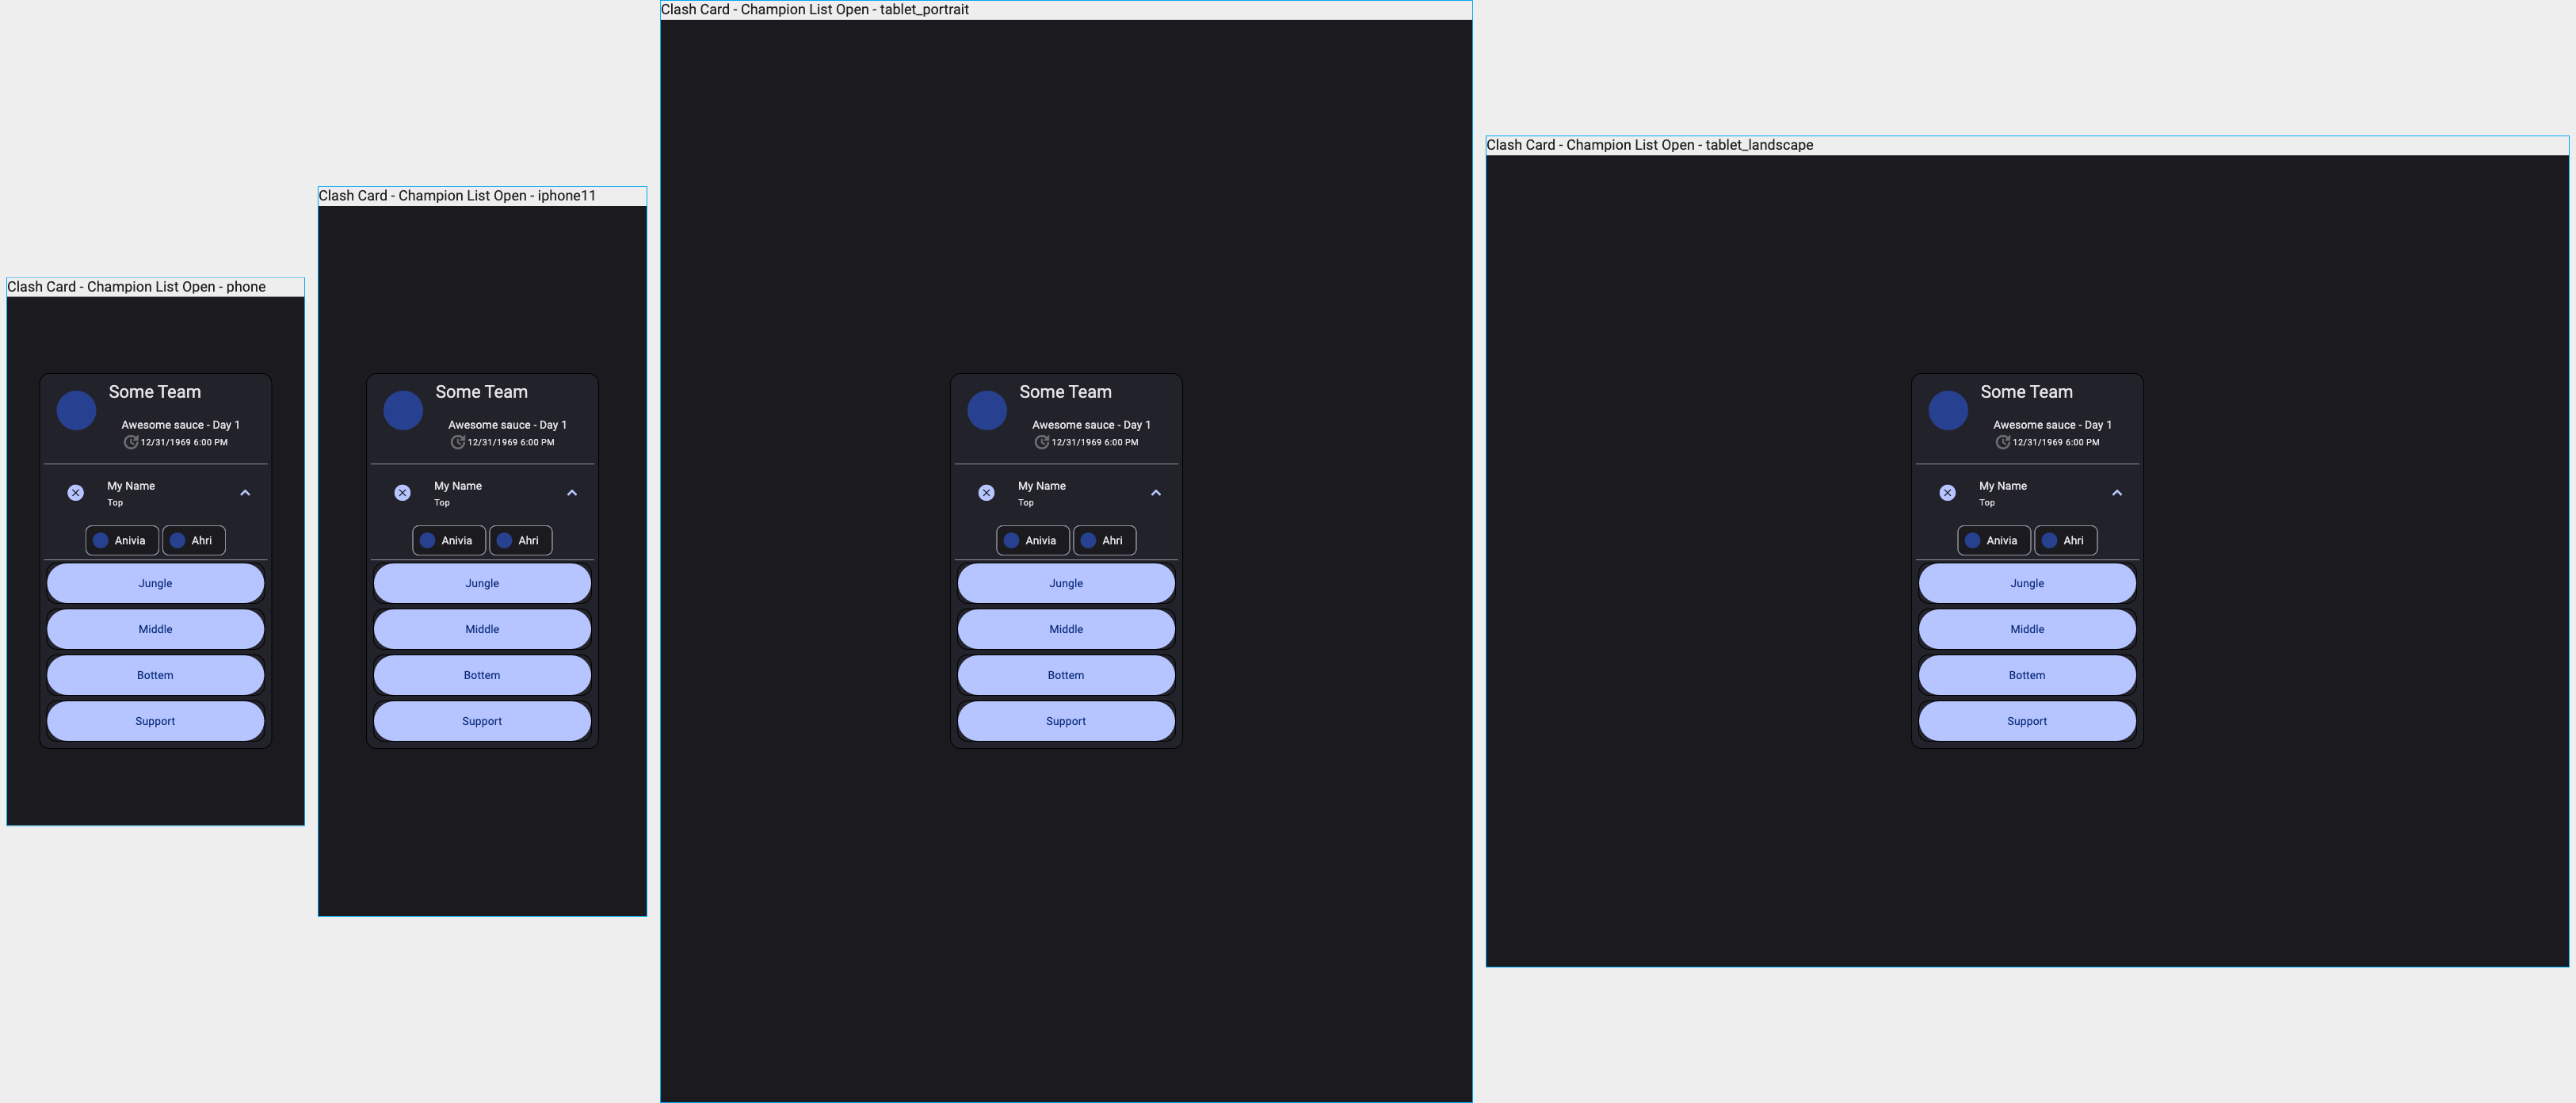 Clash Card - Champion List Open - phone
Some Team
Awesome sauce - Day 1
12/31/1969 6:00 PM
My Name
Top
Anivia
Ahri
Jungle
Middle
Bottem
Support
Clash Card - Champion List Open - iphone11
Some Team
Awesome sauce - Day 1
12/31/1969 6:00 PM
My Name
Top
Anivia
Ahri
Jungle
Middle
Bottem
Support
Clash Card - Champion List Open - tablet_portrait
Some Team
Awesome sauce - Day 1
12/31/1969 6:00 PM
My Name
Top
Anivia
Ahri
Jungle
Middle
Bottem
Support
Clash Card - Champion List Open - tablet_landscape
Some Team
Awesome sauce - Day 1
12/31/1969 6:00 PM
My Name
Top
Anivia
Ahri
Jungle
Middle
Bottem
Support